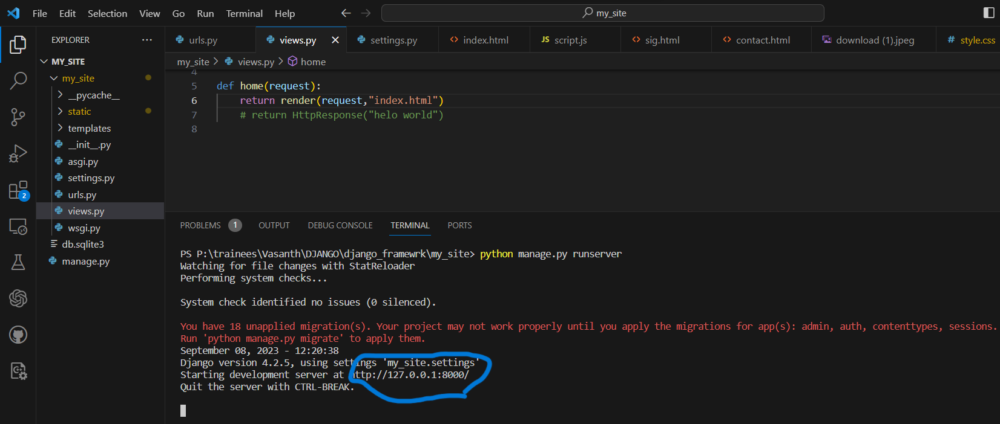 File Edit Selection View Go Run Terminal Help my_site
EXPLORER
MY_SITE
my_site
__pycache__
static
templates
__init__.py
asgi.py
settings.py
urls.py
views.py
wsgi.py
db.sqlite3
manage.py
2
urls.py views.py settings.py index.html JS script.js sig.html contact.html download (1).jpeg # style.css
my_site > views.py > home
4
5 def home(request):
6 return render(request,"index.html")
7 # return HttpResponse("helo world")
8
PROBLEMS 1 OUTPUT DEBUG CONSOLE TERMINAL PORTS
PS P:\trainees\Vasanth\DJANGO\django_framewrk\my_site> python manage.py runserver
Watching for file changes with StatReloader
Performing system checks...
System check identified no issues (0 silenced).
You have 18 unapplied migration(s). Your project may not work properly until you apply the migrations for app(s): admin, auth, contenttypes, sessions.
Run 'python manage.py migrate' to apply them.
September 08, 2023 - 12:20:38
Django version 4.2.5, using settings 'my_site.settings'
Starting development server at http://127.0.0.1:8000/
Quit the server with CTRL-BREAK.